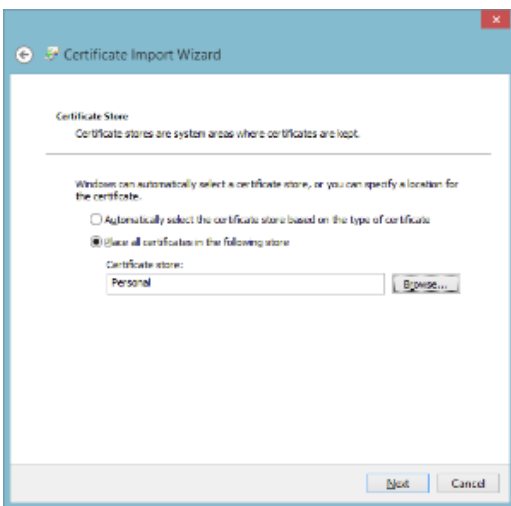 Certificate Import Wizard
Certificate Store
Certificate stores are system areas where certificates are kept.
Windows can automatically select a certificate store, or you can specify a location for
the certificate.
Automatically select the certificate store based on the type of certificate
Place all certificates in the following store
Certificate store:
Personal
Browse...
Next
Cancel